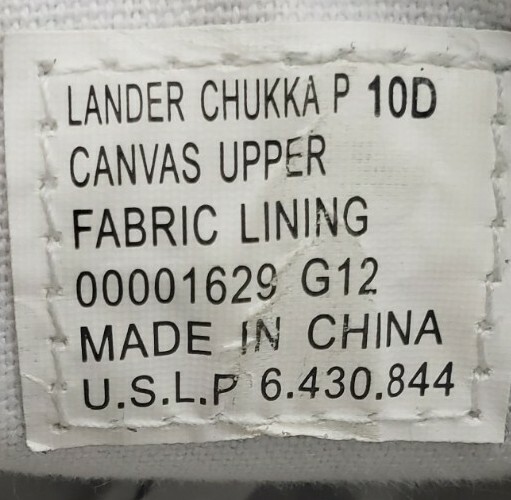 LANDER CHUKKA P 10D
CANVAS UPPER
FABRIC LINING
00001629 G12
MADE IN CHINA
U.S.L.P 6.430.844